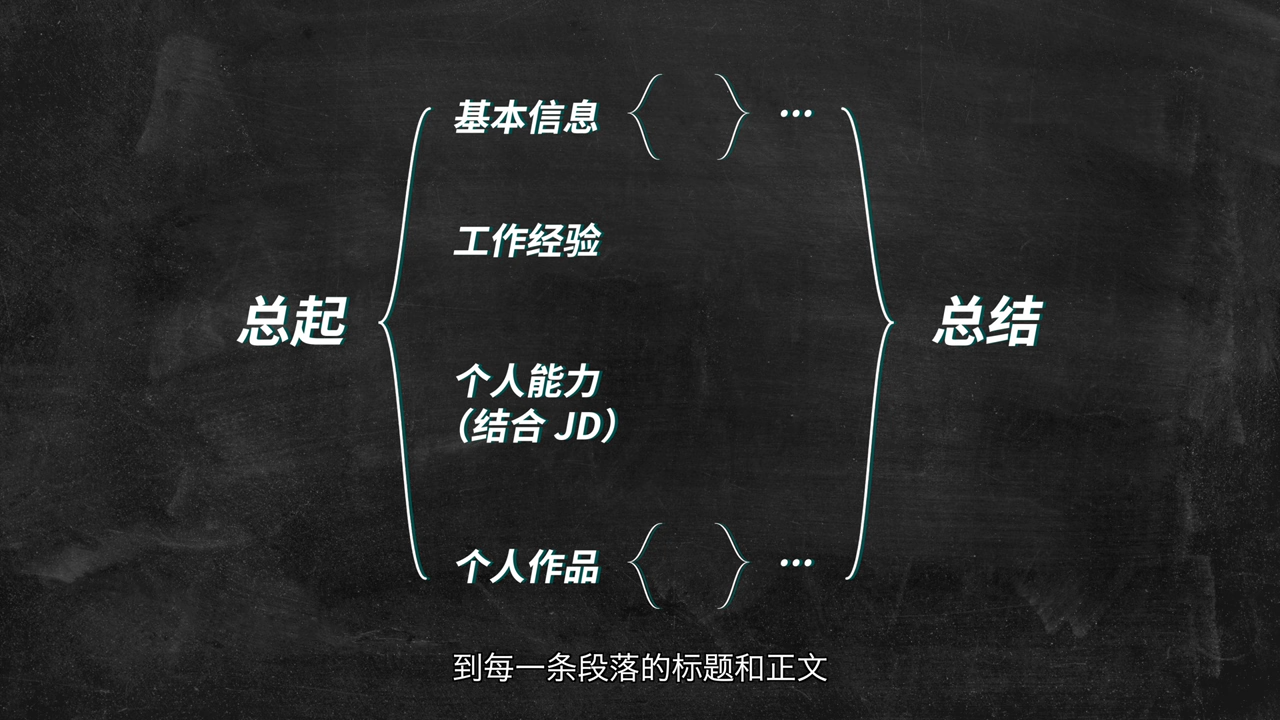 总起
基本信息 { } ...
工作经验
个人能力
（结合 JD）
个人作品 { } ...
总结
到每一条段落的标题和正文